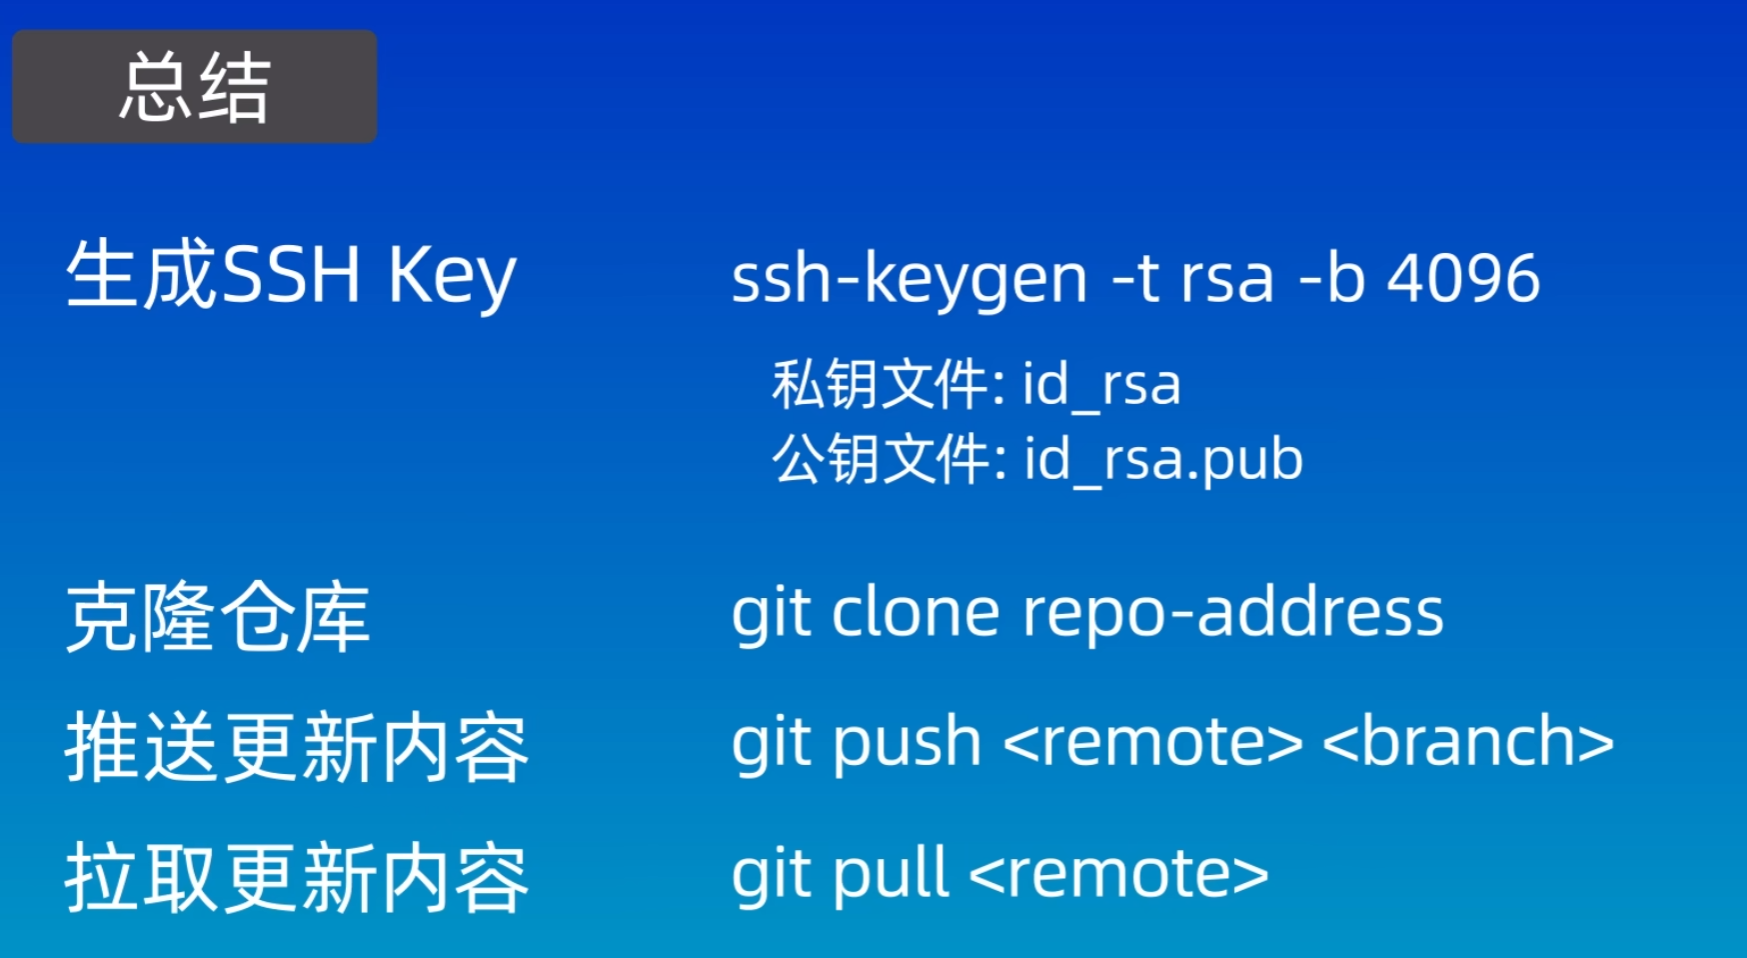 总结
生成SSH Key ssh-keygen -t rsa -b 4096
私钥文件: id_rsa
公钥文件: id_rsa.pub
克隆仓库 git clone repo-address
推送更新内容 git push <remote> <branch>
拉取更新内容 git pull <remote>